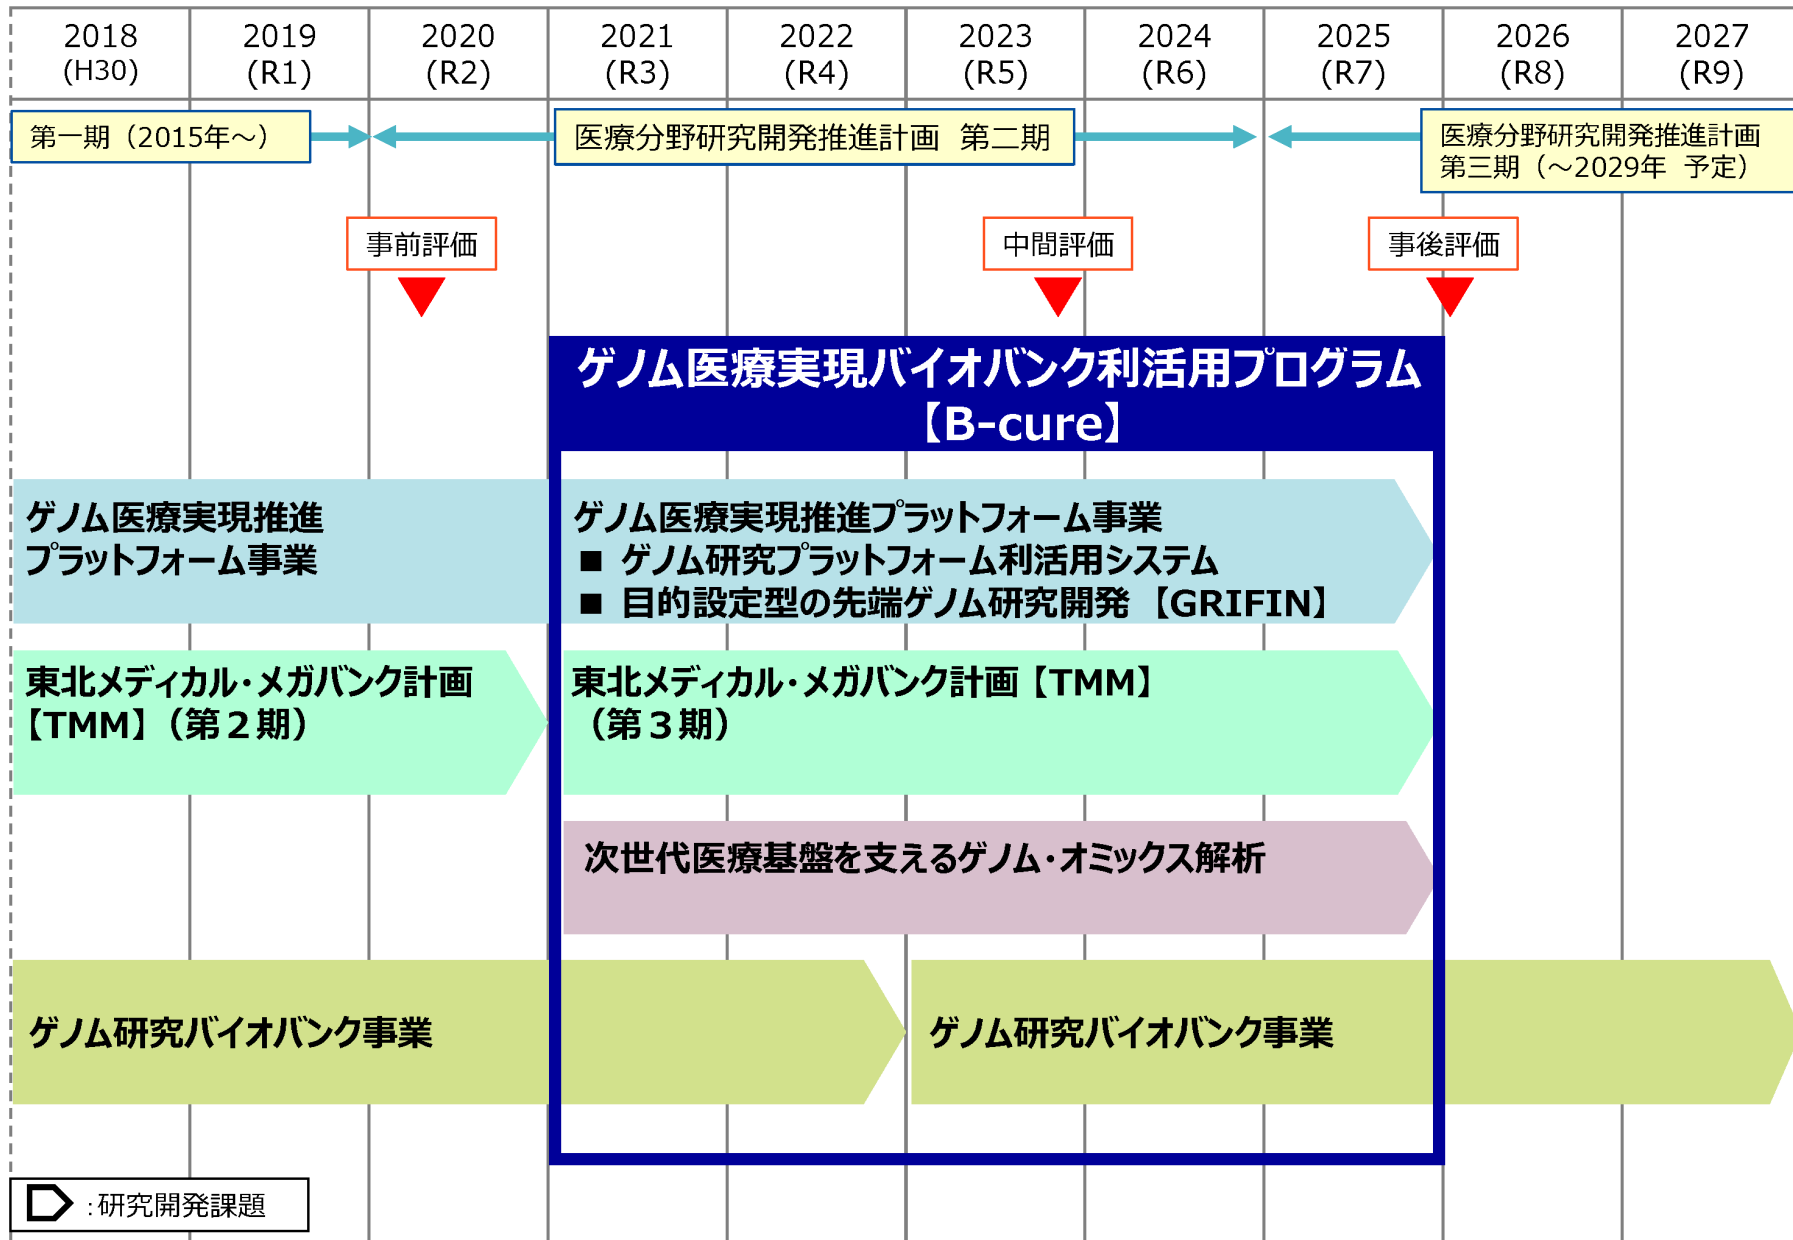 2018
(H30)
2019
(R1)
2020
(R2)
2021
(R3)
2022
(R4)
2023
(R5)
2024
(R6)
2025
(R7)
2026
(R8)
2027
(R9)
第一期（2015年～）
医療分野研究開発推進計画 第二期
医療分野研究開発推進計画
第三期（～2029年 予定）
事前評価
中間評価
事後評価
ゲノム医療実現バイオバンク利活用プログラム
【B-cure】
ゲノム医療実現推進
プラットフォーム事業
ゲノム医療実現推進プラットフォーム事業
■ ゲノム研究プラットフォーム利活用システム
■ 目的設定型の先端ゲノム研究開発 【GRIFIN】
東北メディカル・メガバンク計画
【TMM】（第２期）
東北メディカル・メガバンク計画【TMM】
（第３期）
次世代医療基盤を支えるゲノム・オミックス解析
ゲノム研究バイオバンク事業
ゲノム研究バイオバンク事業
：研究開発課題